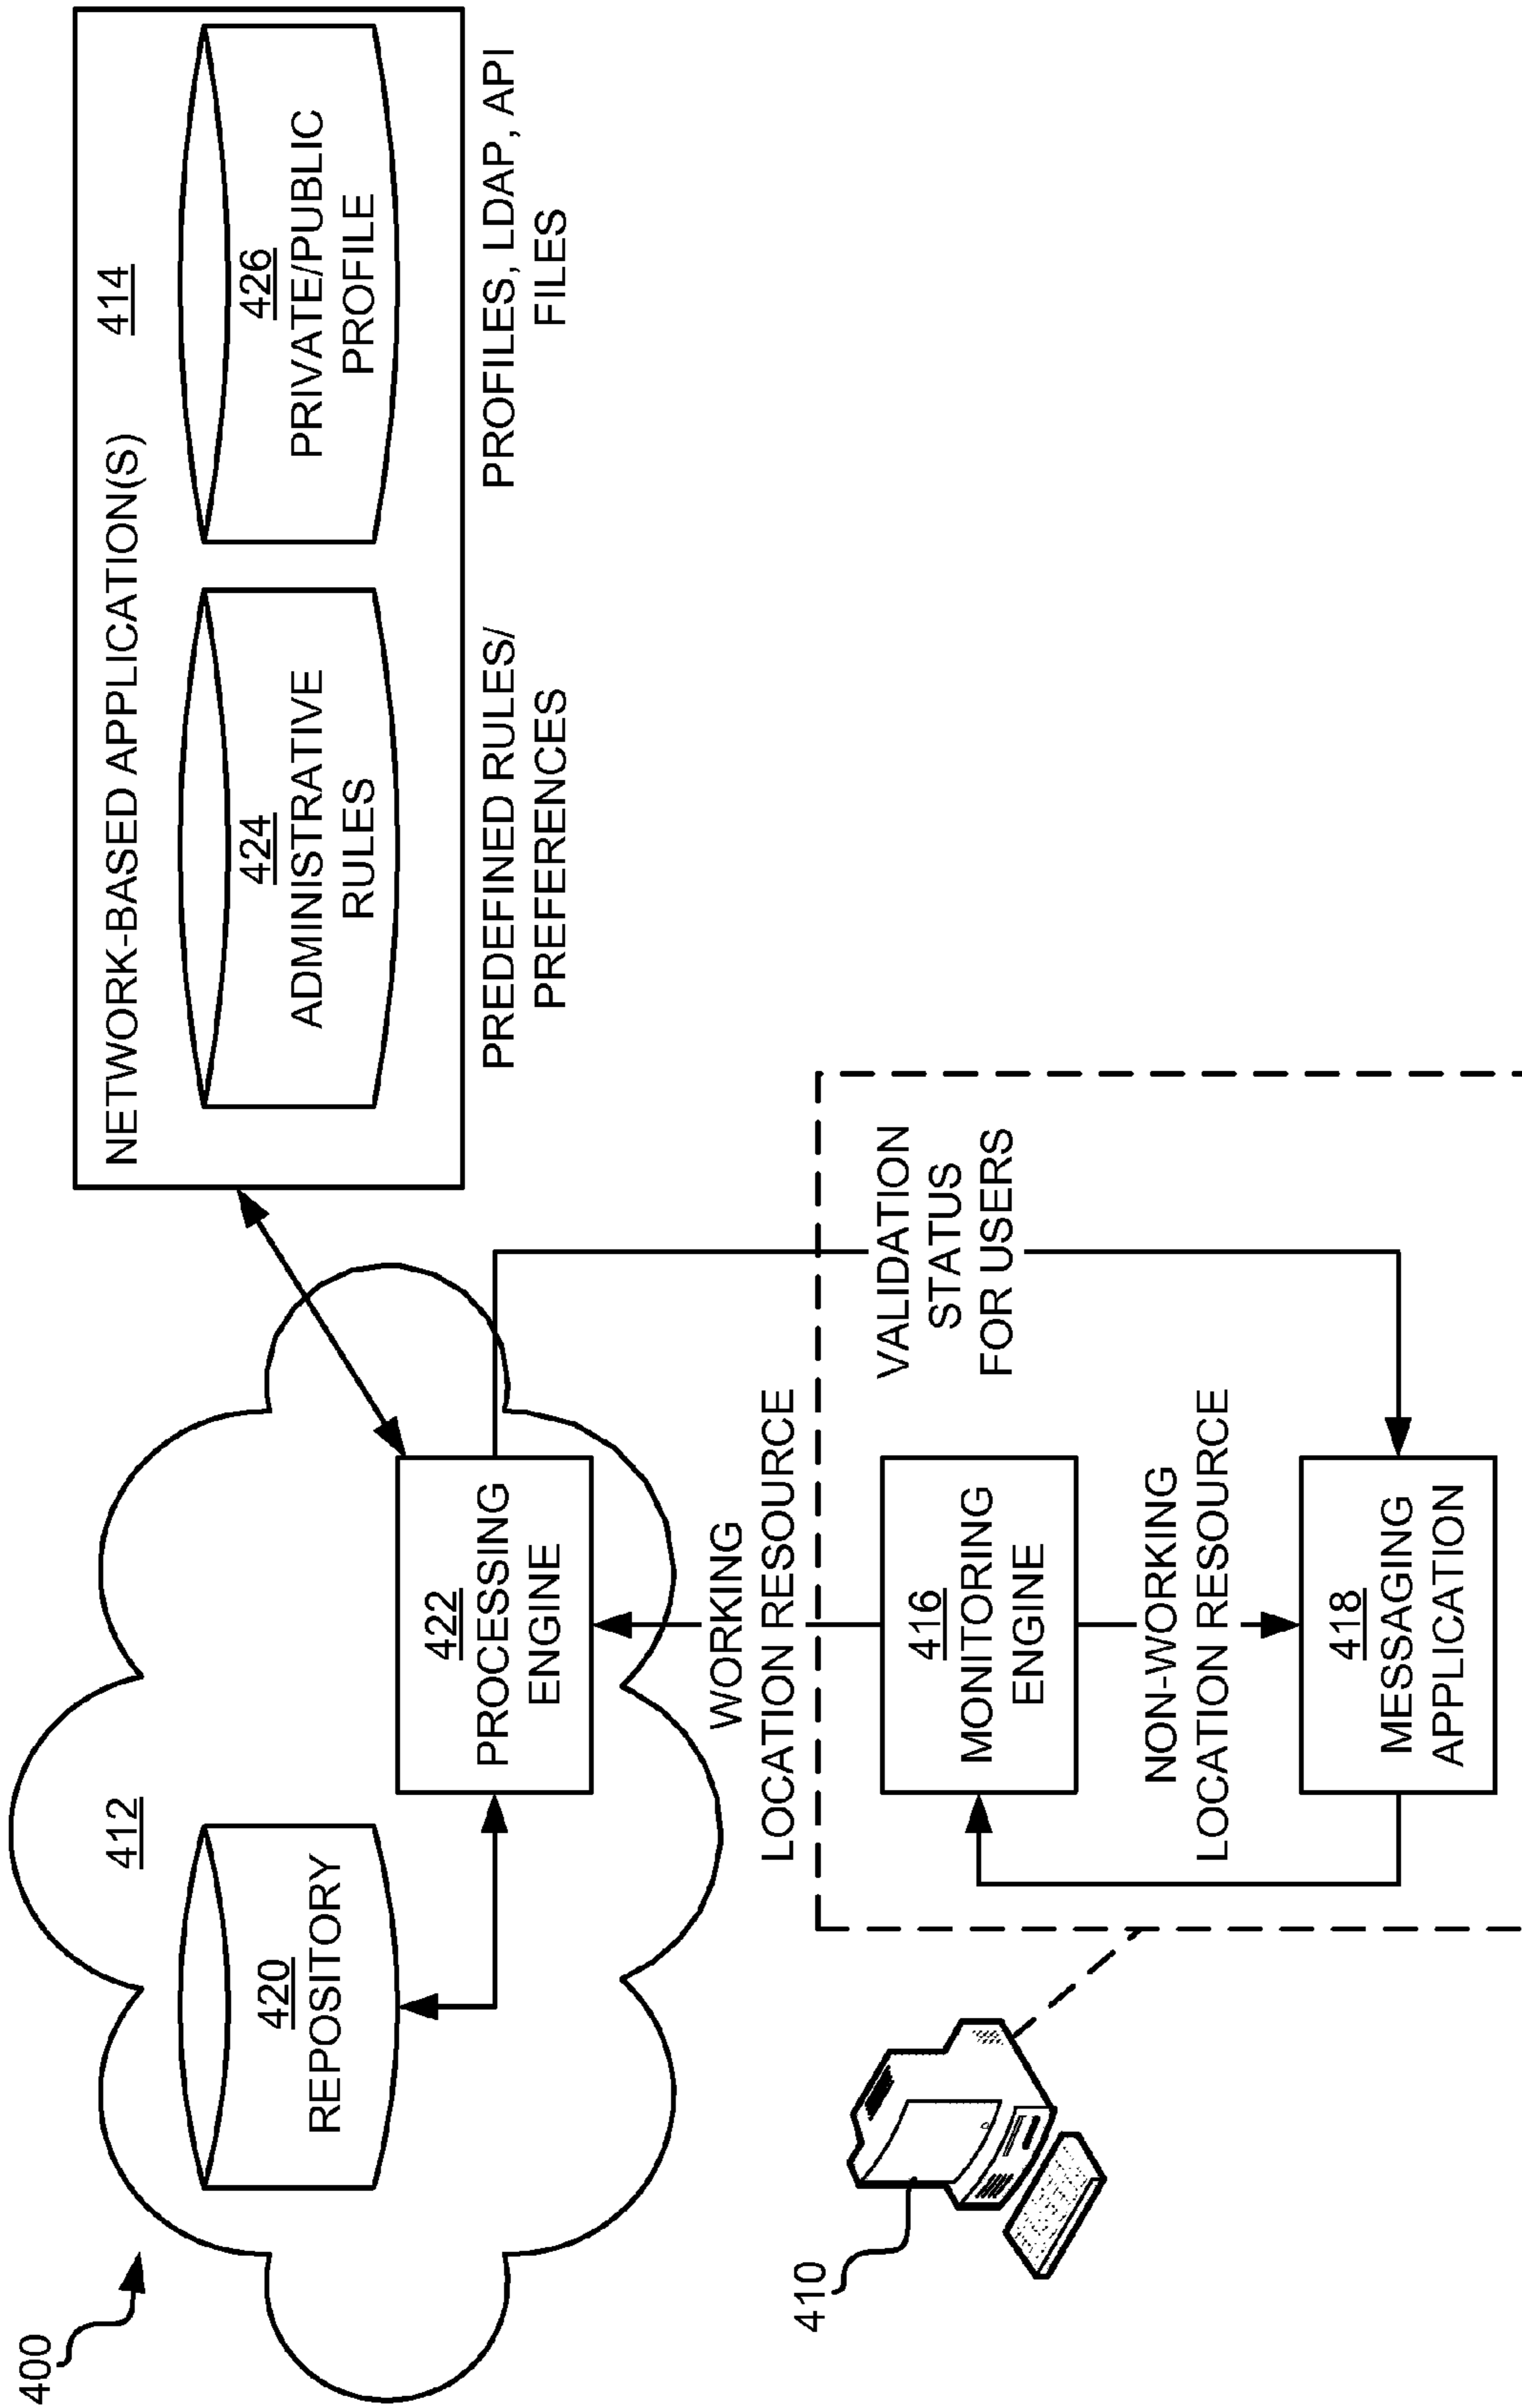 400
412
420
REPOSITORY
422
PROCESSING
ENGINE
NETWORK-BASED APPLICATION(S)
414
424
ADMINISTRATIVE
RULES
426
PRIVATE/PUBLIC
PROFILE
PREDEFINED RULES/
PREFERENCES
PROFILES, LDAP, API
FILES
WORKING
LOCATION RESOURCE
VALIDATION
STATUS
FOR USERS
410
416
MONITORING
ENGINE
NON-WORKING
LOCATION RESOURCE
418
MESSAGING
APPLICATION